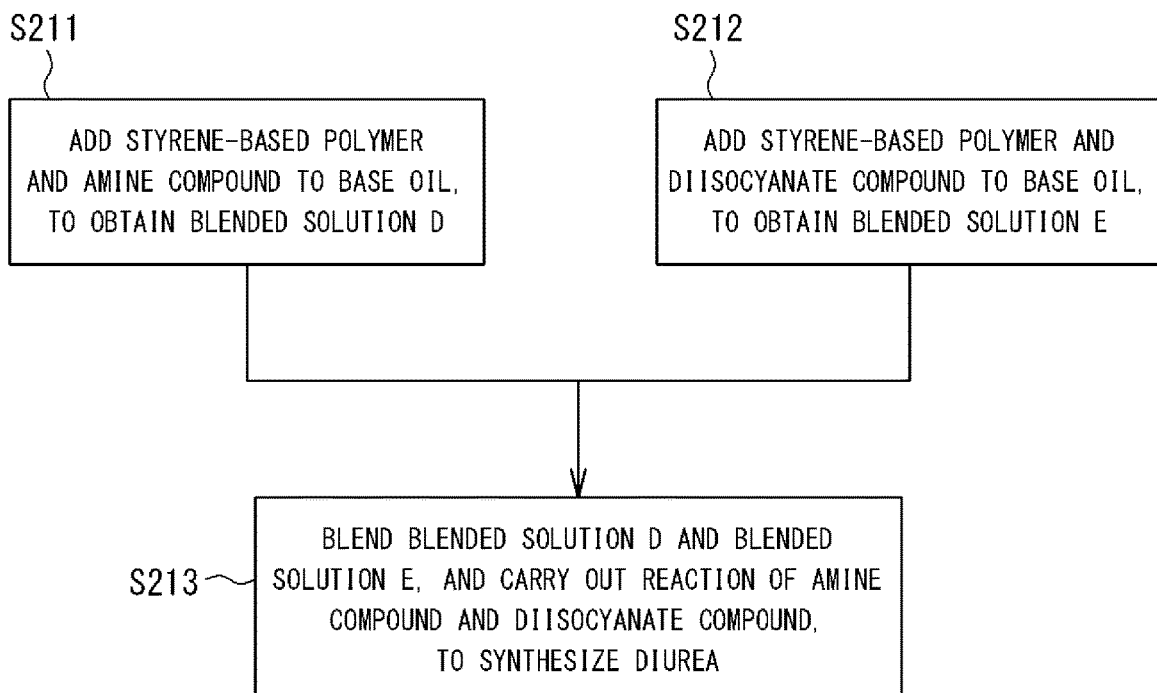 S211
ADD STYRENE-BASED POLYMER
AND AMINE COMPOUND TO BASE OIL,
TO OBTAIN BLENDED SOLUTION D
S212
ADD STYRENE-BASED POLYMER AND
DIISOCYANATE COMPOUND TO BASE OIL,
TO OBTAIN BLENDED SOLUTION E
S213
BLEND BLENDED SOLUTION D AND BLENDED
SOLUTION E, AND CARRY OUT REACTION OF AMINE
COMPOUND AND DIISOCYANATE COMPOUND,
TO SYNTHESIZE DIUREA